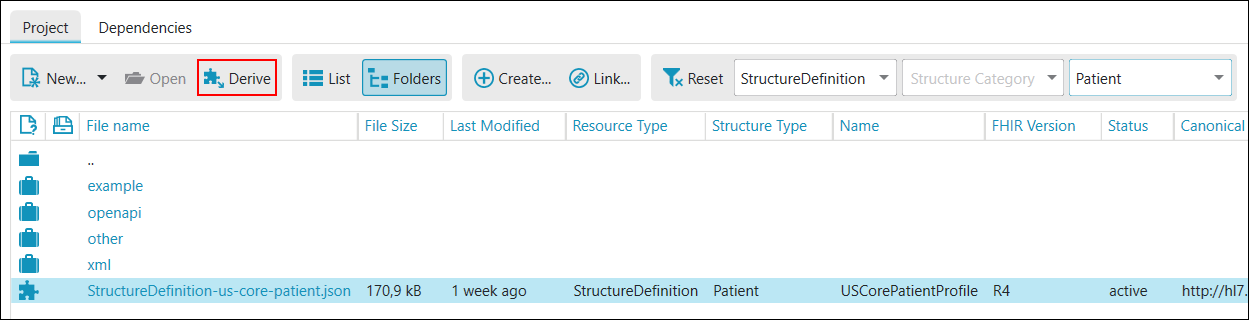 Project Dependencies
New... Open Derive List Folders Create... Link... Reset StructureDefinition Structure Category Patient
File name File Size Last Modified Resource Type Structure Type Name FHIR Version Status Canonical
..
example
openapi
other
xml
StructureDefinition-us-core-patient.json 170,9 kB 1 week ago StructureDefinition Patient USCorePatientProfile R4 active http://hl7.